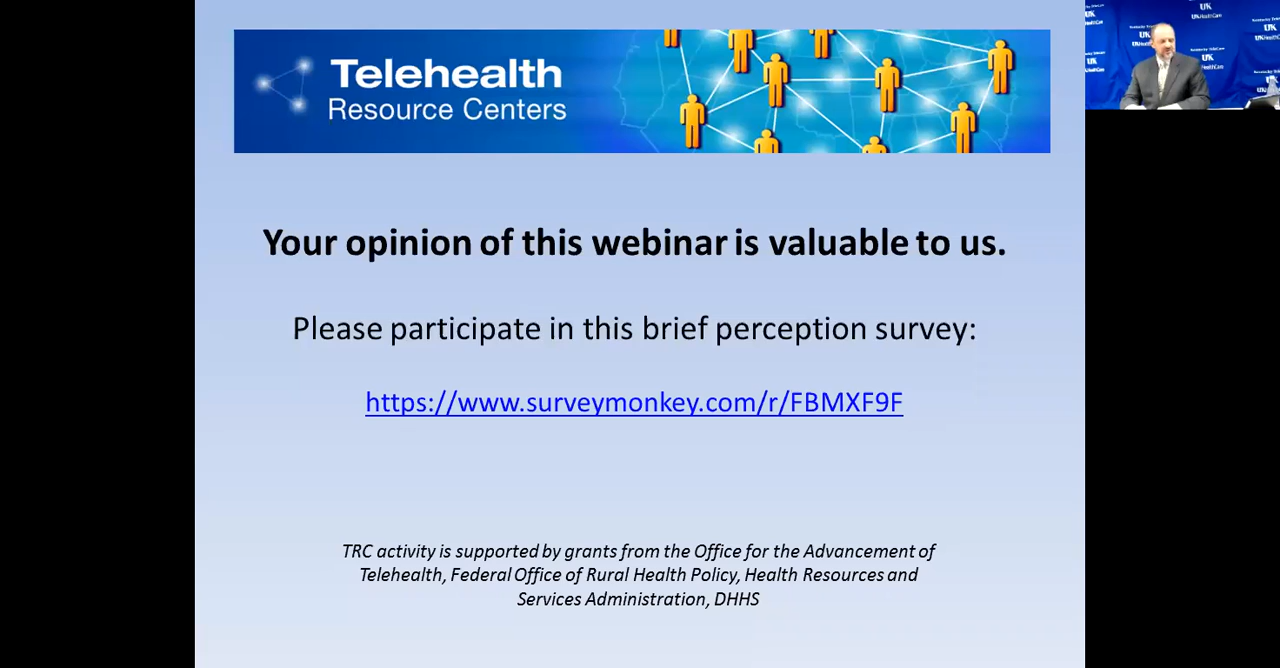 Telehealth
Resource Centers
Your opinion of this webinar is valuable to us.
Please participate in this brief perception survey:
https://www.surveymonkey.com/r/FBMXF9F
TRC activity is supported by grants from the Office for the Advancement of
Telehealth, Federal Office of Rural Health Policy, Health Resources and
Services Administration, DHHS
UK
UKHealthCare